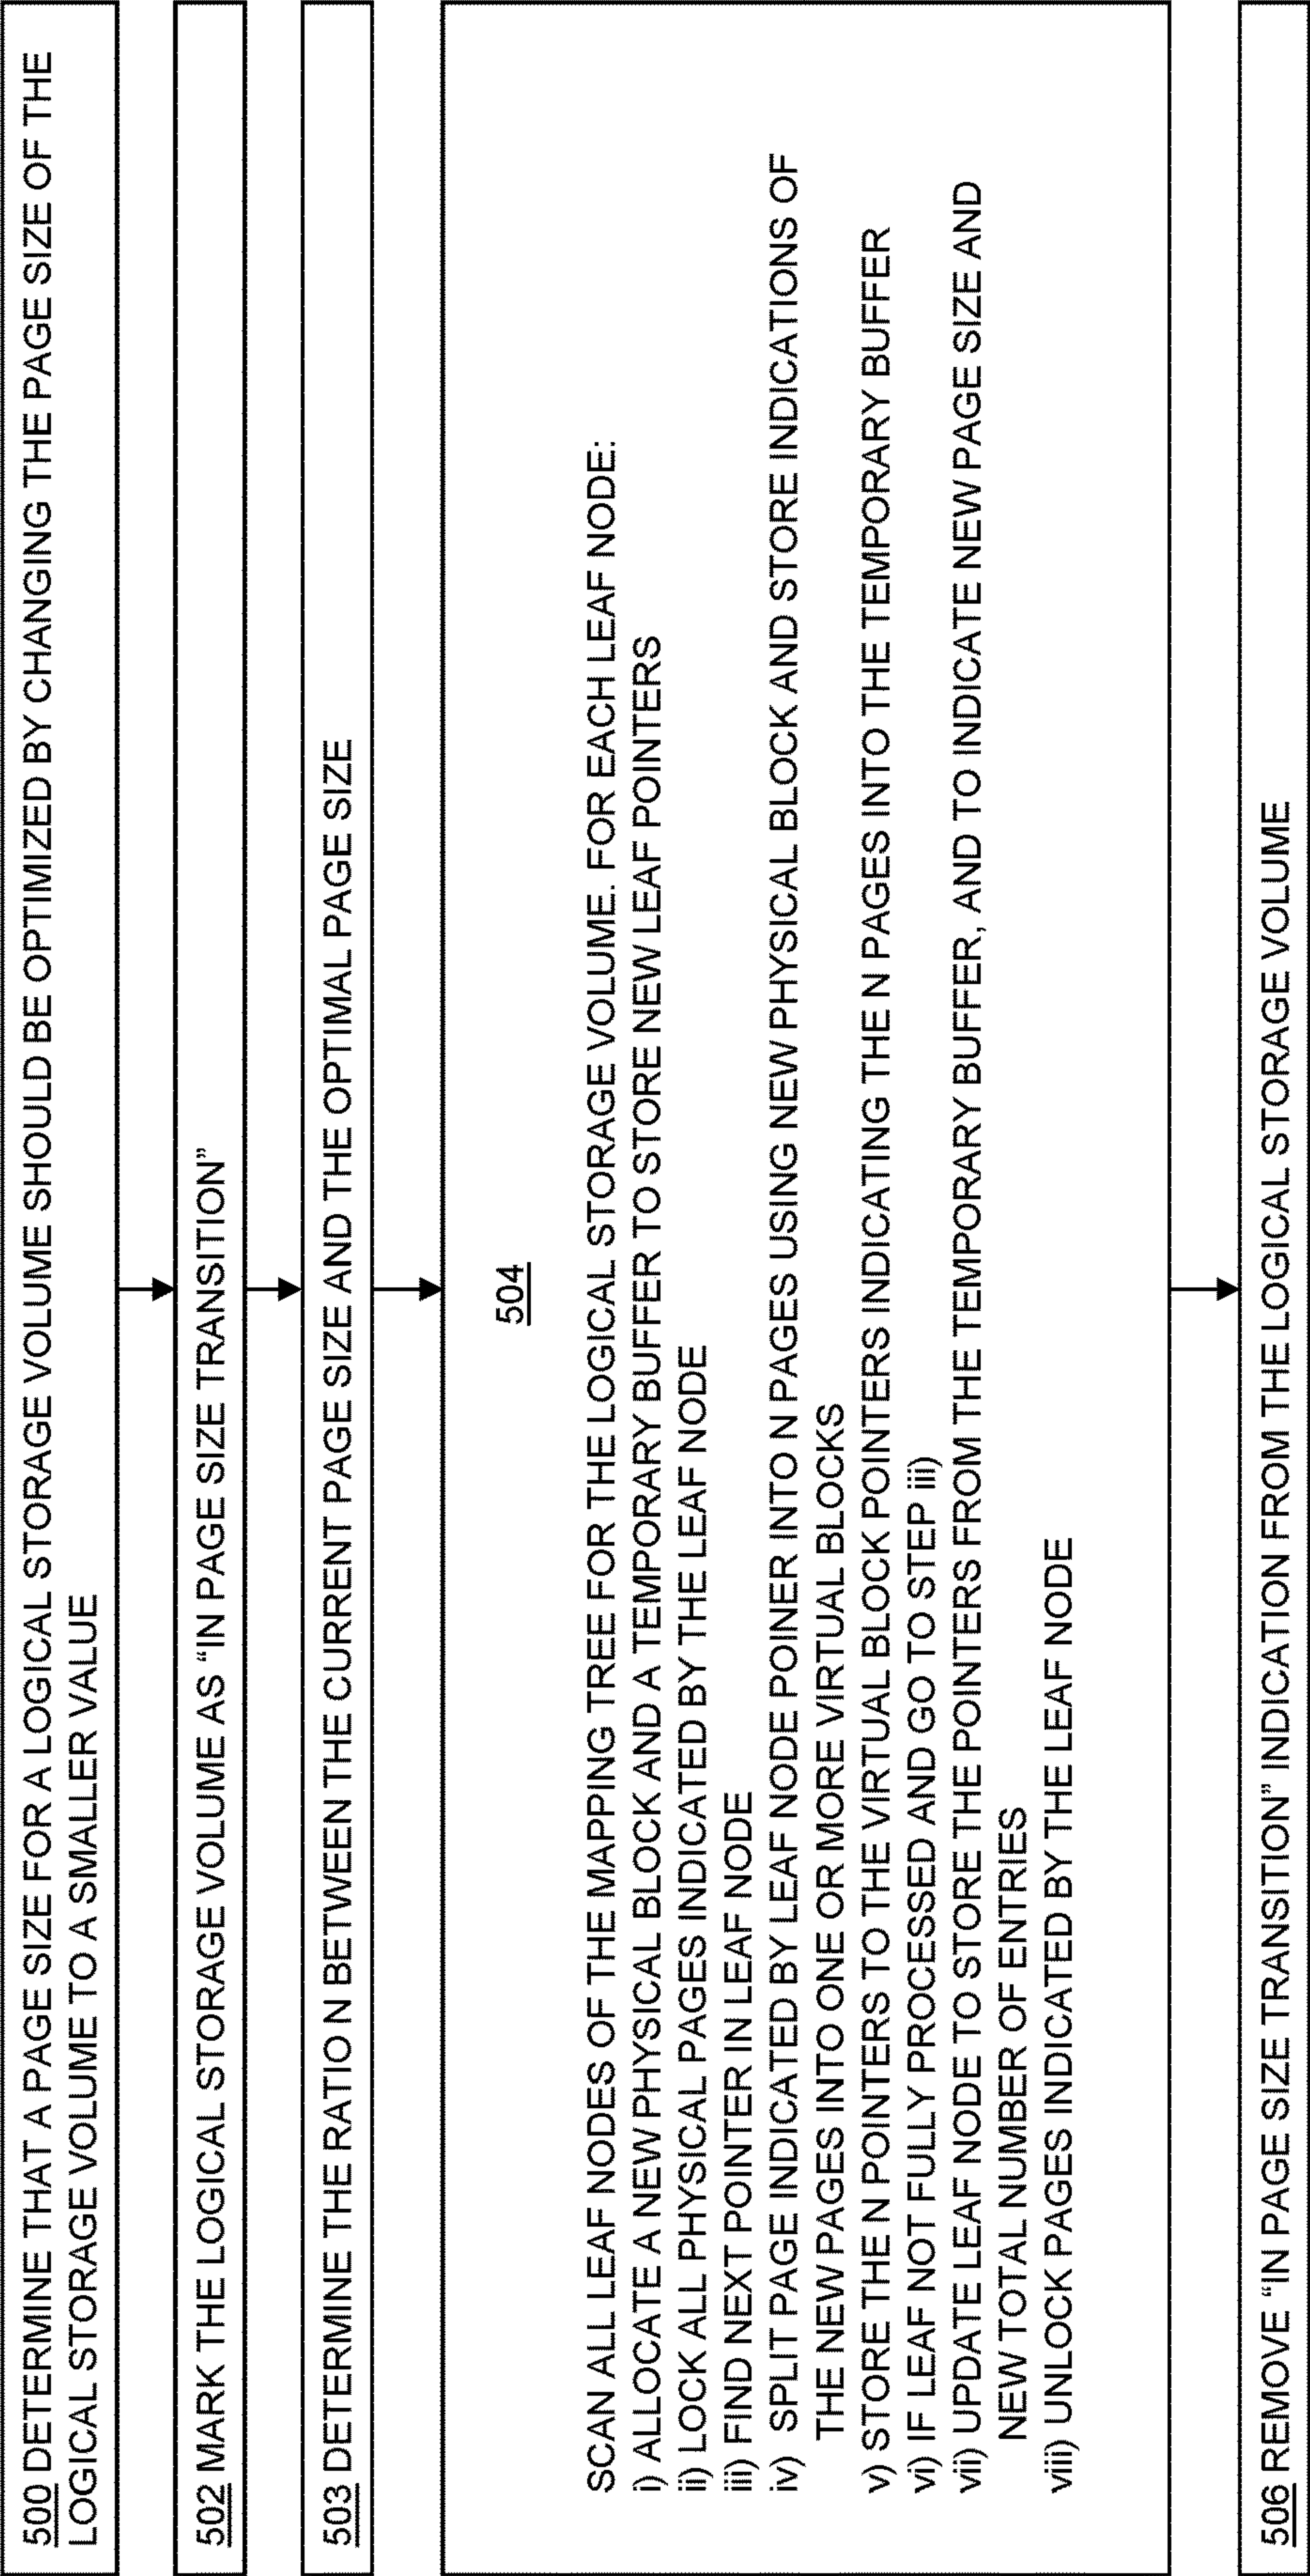 500 DETERMINE THAT A PAGE SIZE FOR A LOGICAL STORAGE VOLUME SHOULD BE OPTIMIZED BY CHANGING THE PAGE SIZE OF THE
LOGICAL STORAGE VOLUME TO A SMALLER VALUE
502 MARK THE LOGICAL STORAGE VOLUME AS “IN PAGE SIZE TRANSITION”
503 DETERMINE THE RATIO N BETWEEN THE CURRENT PAGE SIZE AND THE OPTIMAL PAGE SIZE
504
SCAN ALL LEAF NODES OF THE MAPPING TREE FOR THE LOGICAL STORAGE VOLUME. FOR EACH LEAF NODE:
i) ALLOCATE A NEW PHYSICAL BLOCK AND A TEMPORARY BUFFER TO STORE NEW LEAF POINTERS
ii) LOCK ALL PHYSICAL PAGES INDICATED BY THE LEAF NODE
iii) FIND NEXT POINTER IN LEAF NODE
iv) SPLIT PAGE INDICATED BY LEAF NODE POINER INTO N PAGES USING NEW PHYSICAL BLOCK AND STORE INDICATIONS OF
THE NEW PAGES INTO ONE OR MORE VIRTUAL BLOCKS
v) STORE THE N POINTERS TO THE VIRTUAL BLOCK POINTERS INDICATING THE N PAGES INTO THE TEMPORARY BUFFER
vi) IF LEAF NOT FULLY PROCESSED AND GO TO STEP iii)
vii) UPDATE LEAF NODE TO STORE THE POINTERS FROM THE TEMPORARY BUFFER, AND TO INDICATE NEW PAGE SIZE AND
NEW TOTAL NUMBER OF ENTRIES
viii) UNLOCK PAGES INDICATED BY THE LEAF NODE
506 REMOVE “IN PAGE SIZE TRANSITION” INDICATION FROM THE LOGICAL STORAGE VOLUME